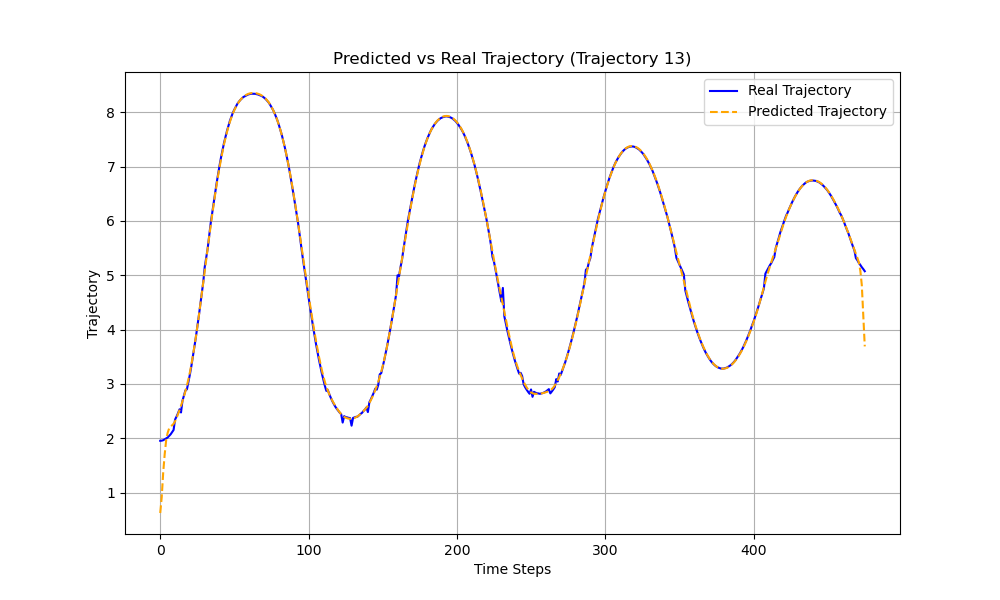 Predicted vs Real Trajectory (Trajectory 13)
Real Trajectory
Predicted Trajectory
8
7
6
5
4
3
2
1
Trajectory
0 100 200 300 400
Time Steps